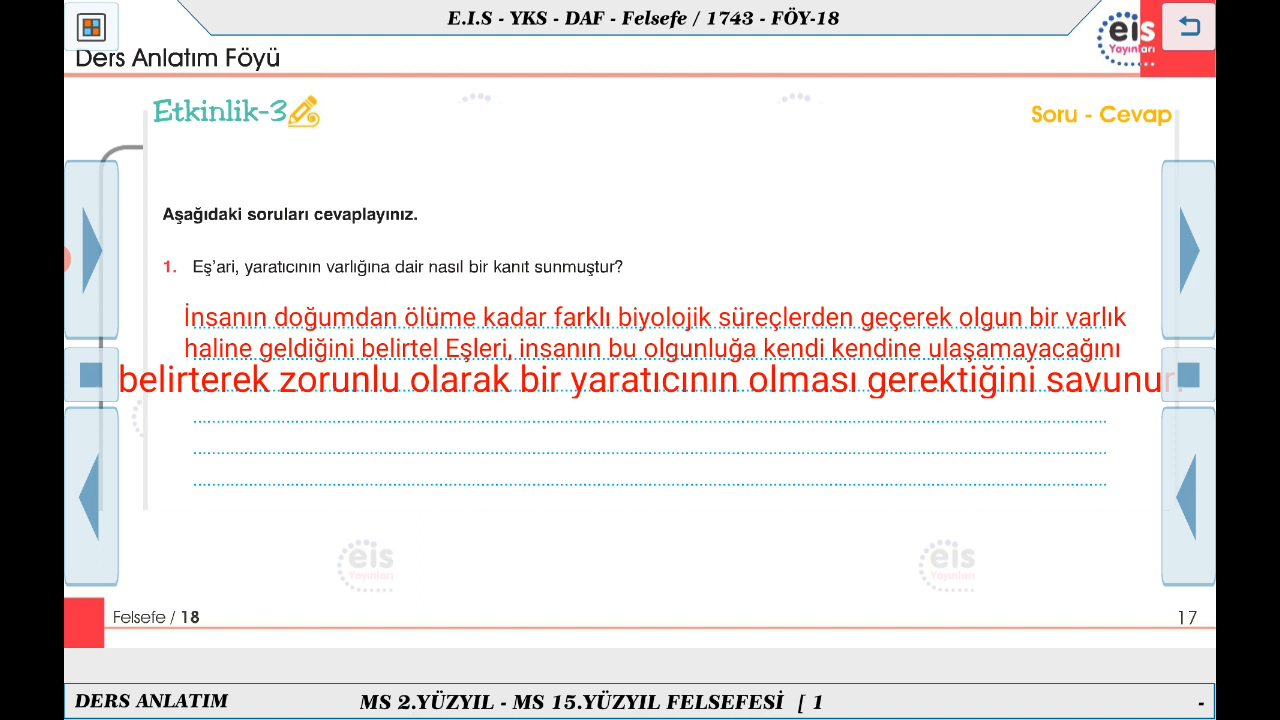 E.I.S - YKS - DAF - Felsefe / 1743 - FÖY-18
eis
Yayınları
Ders Anlatım Föyü
Etkinlik-3
Soru - Cevap
Aşağıdaki soruları cevaplayınız.
1. Eş'ari, yaratıcının varlığına dair nasıl bir kanıt sunmuştur?
İnsanın doğumdan ölüme kadar farklı biyolojik süreçlerden geçerek olgun bir varlık
haline geldiğini belirtel Eşleri, insanın bu olgunluğa kendi kendine ulaşamayacağını
belirterek zorunlu olarak bir yaratıcının olması gerektiğini savunur.
eis
Yayınları
eis
Yayınları
Felsefe / 18
17
DERS ANLATIM
MS 2.YÜZYIL - MS 15.YÜZYIL FELSEFESİ [ 1
-